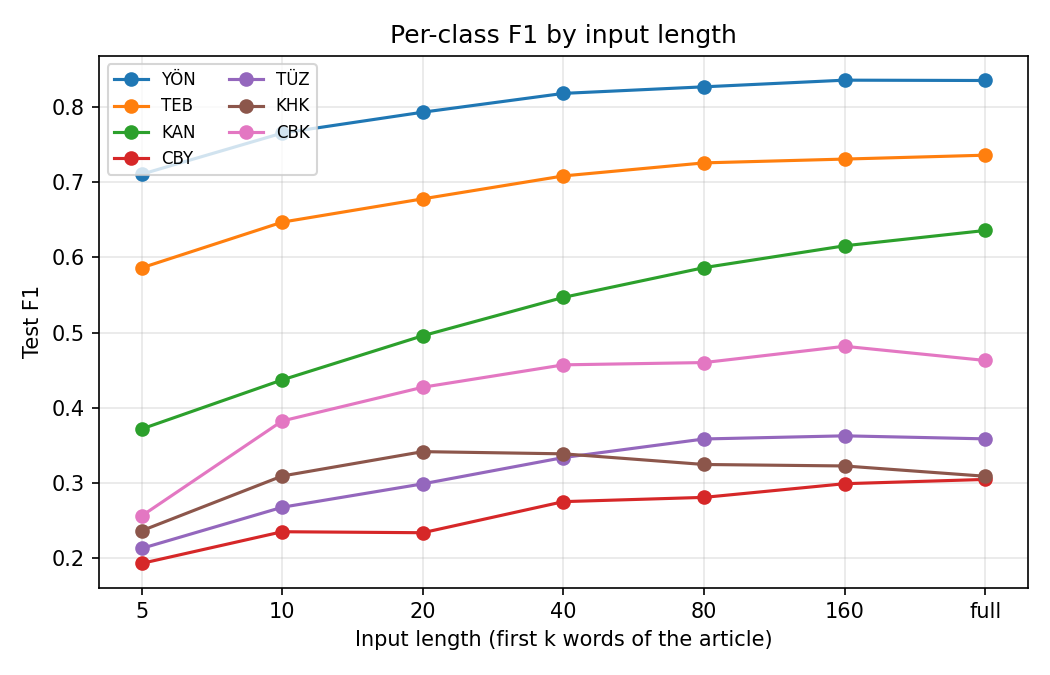 Per-class F1 by input length
YÖN
TEB
KAN
CBY
TÜZ
KHK
CBK
Test F1
0.8
0.7
0.6
0.5
0.4
0.3
0.2
5 10 20 40 80 160 full
Input length (first k words of the article)